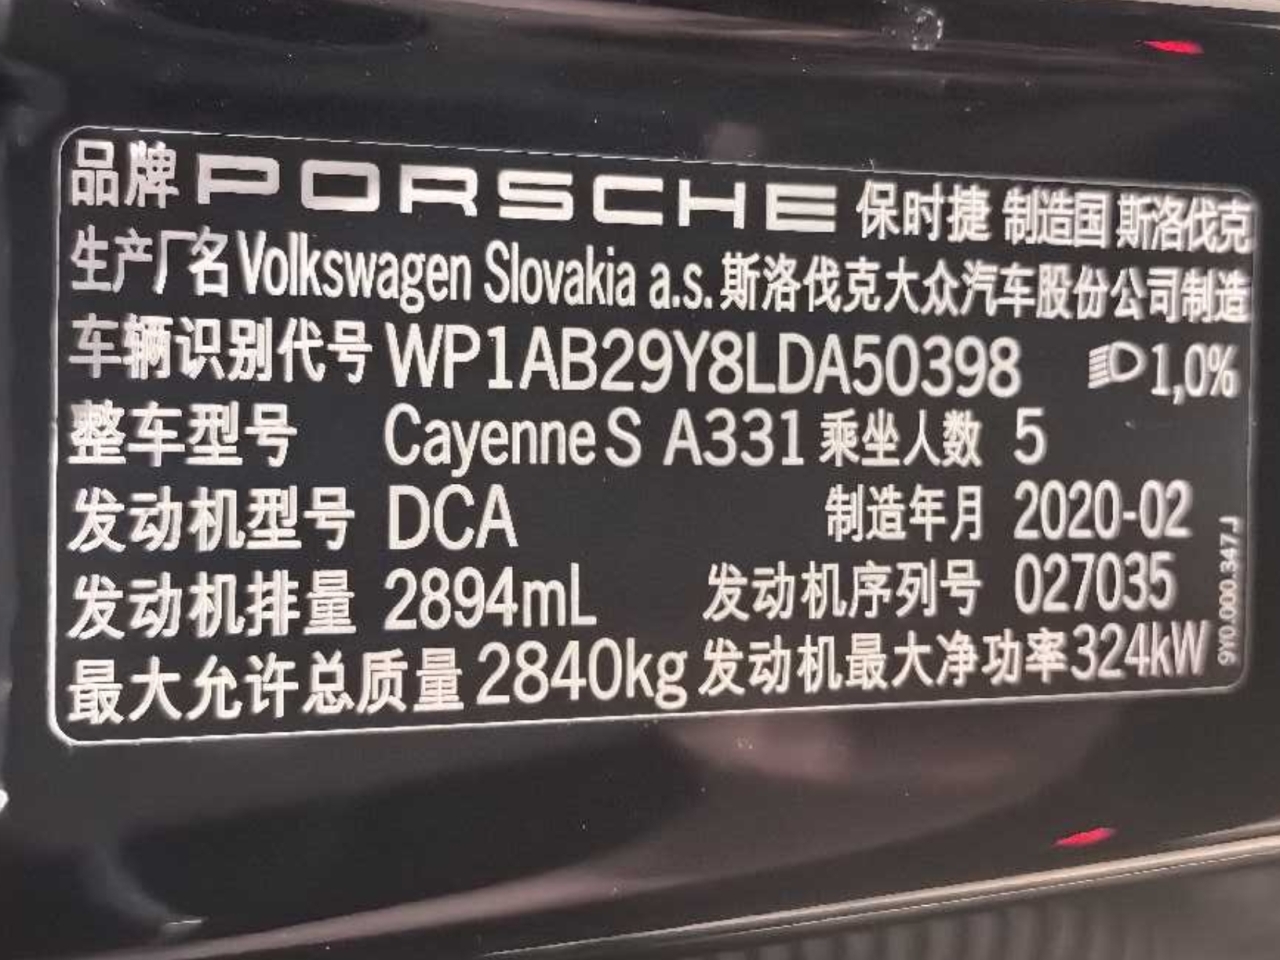 品牌 PORSCHE 保时捷 制造国 斯洛伐克
生产厂名 Volkswagen Slovakia a.s. 斯洛伐克大众汽车股份公司制造
车辆识别代号 WP1AB29Y8LDA50398 1,0%
整车型号 Cayenne S A331 乘坐人数 5
发动机型号 DCA 制造年月 2020-02
发动机排量 2894mL 发动机序列号 027035
最大允许总质量 2840kg 发动机最大净功率 324kW
9Y0.000.347.J